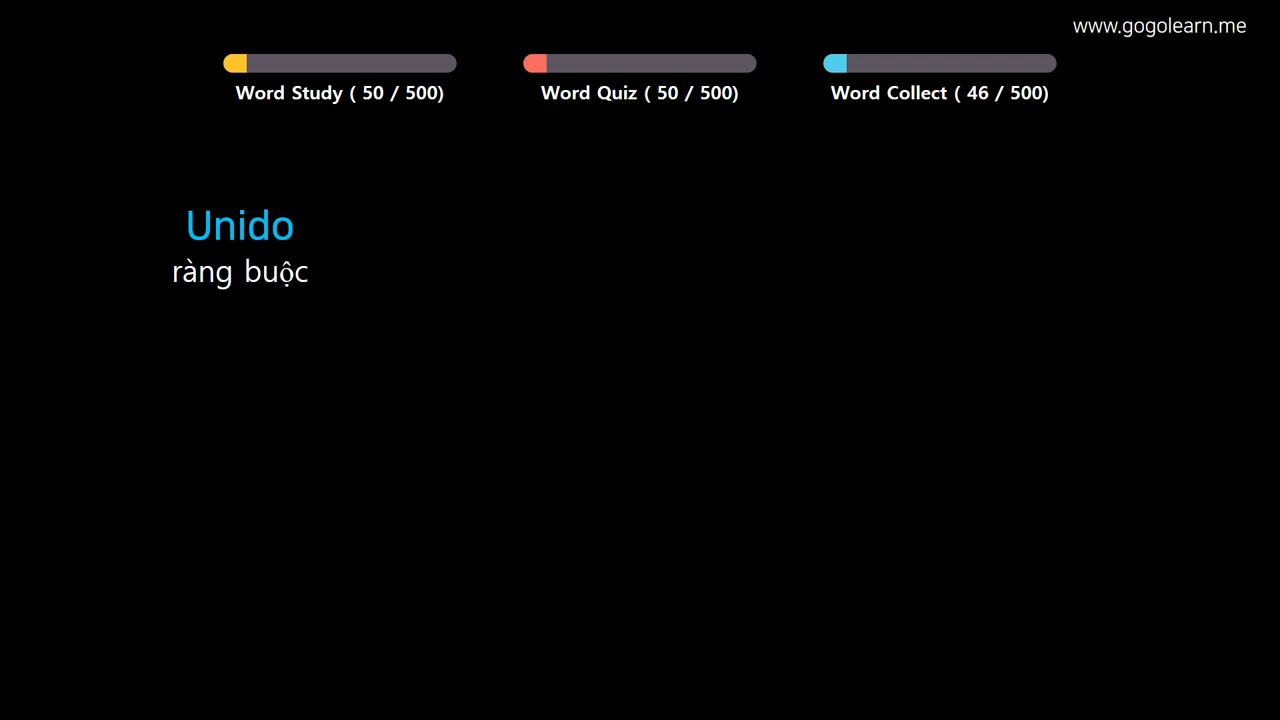 www.gogolearn.me
Word Study ( 50 / 500)
Word Quiz ( 50 / 500)
Word Collect ( 46 / 500)
Unido
ràng buộc